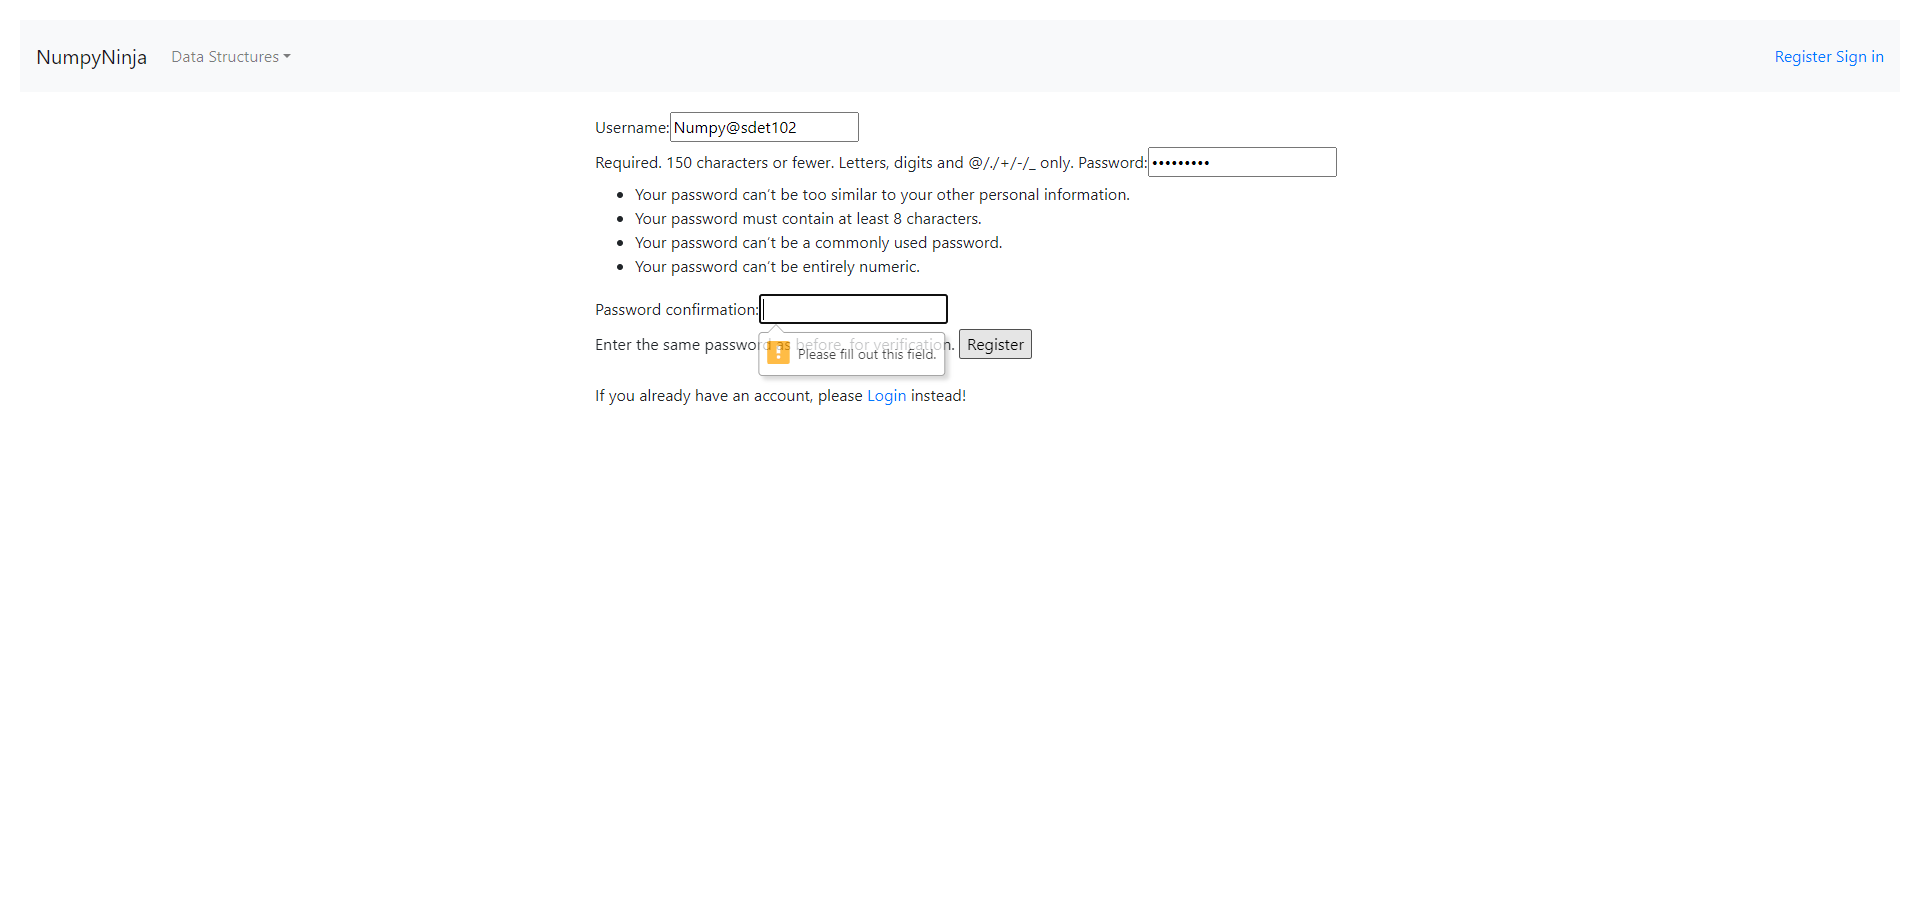 NumpyNinja Data Structures Register Sign in
Username: Numpy@sdet102
Required. 150 characters or fewer. Letters, digits and @/./+/-/_ only. Password: •••••••••
• Your password can’t be too similar to your other personal information.
• Your password must contain at least 8 characters.
• Your password can’t be a commonly used password.
• Your password can’t be entirely numeric.
Password confirmation:
Enter the same password as before, for verification. Register
Please fill out this field.
If you already have an account, please Login instead!